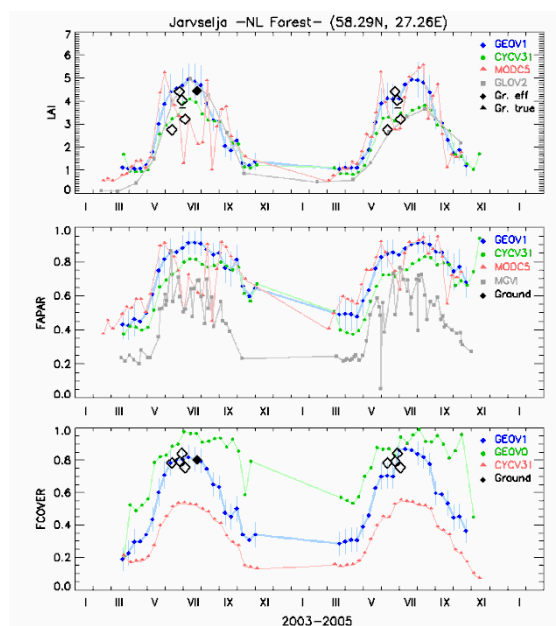 Jarvselja -NL Forest- (58.29N, 27.26E)
7
6
5
4
3
2
1
0
LAI
GEOV1
CYCV31
MODC5
GLOV2
Gr. eff
Gr. true
I III V VII IX XI I III V VII IX XI I
1.0
0.8
0.6
0.4
0.2
0.0
FAPAR
GEOV1
CYCV31
MODC5
MGVI
Ground
I III V VII IX XI I III V VII IX XI I
1.0
0.8
0.6
0.4
0.2
0.0
FCOVER
GEOV1
GEOV0
CYCV31
Ground
I III V VII IX XI I III V VII IX XI I
2003-2005